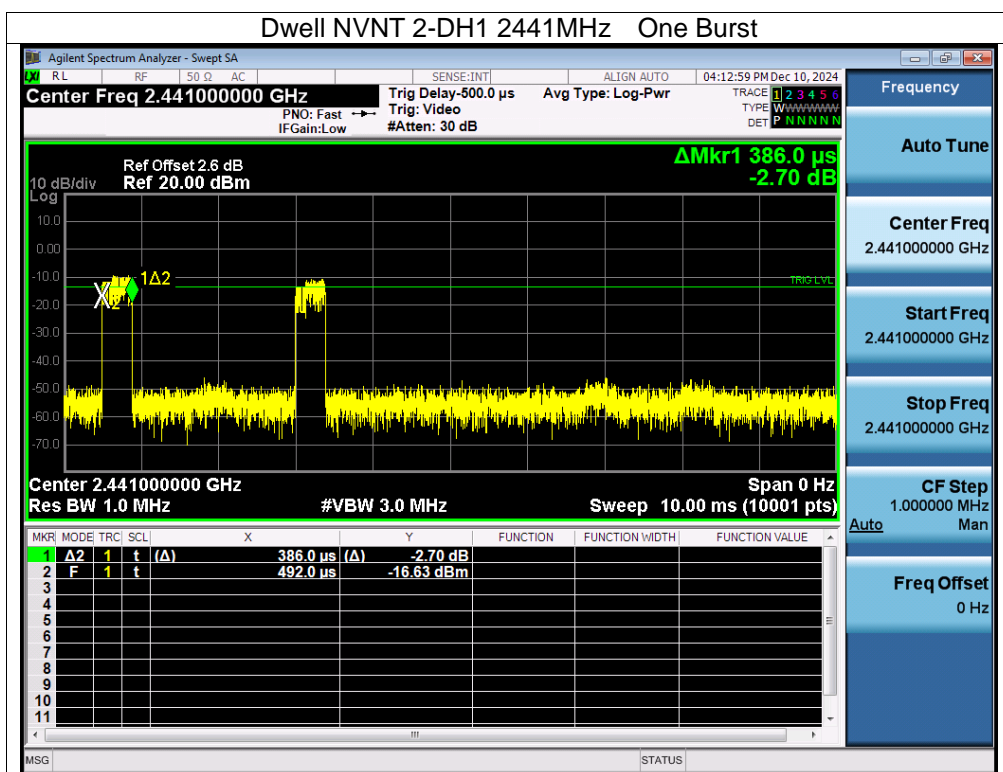 Dwell NVNT 2-DH1 2441MHz One Burst
Agilent Spectrum Analyzer - Swept SA
LXI RL RF 50 Ω AC SENSE:INT ALIGN AUTO 04:12:59 PM Dec 10, 2024
Center Freq 2.441000000 GHz Trig Delay-500.0 µs Avg Type: Log-Pwr TRACE 1 2 3 4 5 6
PNO: Fast Trig: Video TYPE WWWWWW
IFGain:Low #Atten: 30 dB DET P N N N N N
ΔMkr1 386.0 µs
-2.70 dB
Ref Offset 2.6 dB
10 dB/div Ref 20.00 dBm
Log
10.0
0.00
-10.0
-20.0
-30.0
-40.0
-50.0
-60.0
-70.0
1Δ2
2
TRIG LVL
Center 2.441000000 GHz Span 0 Hz
Res BW 1.0 MHz #VBW 3.0 MHz Sweep 10.00 ms (10001 pts)
MKR MODE TRC SCL X Y FUNCTION FUNCTION WIDTH FUNCTION VALUE
1 Δ2 1 t (Δ) 386.0 µs (Δ) -2.70 dB
2 F 1 t 492.0 µs -16.63 dBm
3
4
5
6
7
8
9
10
11
MSG STATUS
Frequency
Auto Tune
Center Freq
2.441000000 GHz
Start Freq
2.441000000 GHz
Stop Freq
2.441000000 GHz
CF Step
1.000000 MHz
Auto Man
Freq Offset
0 Hz